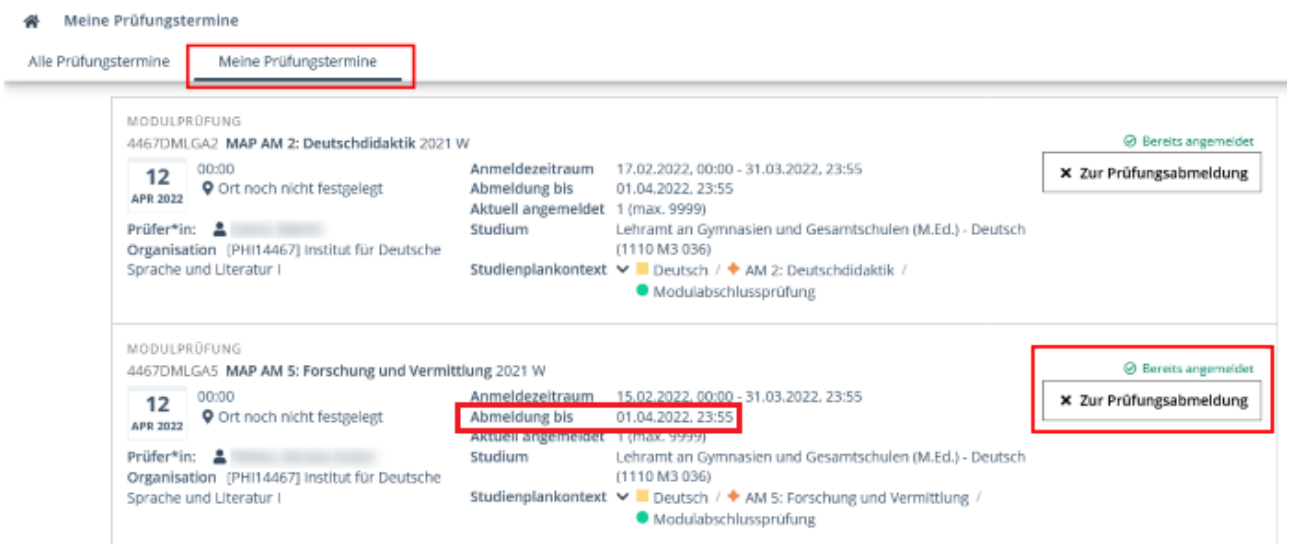 Meine Prüfungstermine
Alle Prüfungstermine Meine Prüfungstermine
MODULPRÜFUNG
4467DMLGA2 MAP AM 2: Deutschdidaktik 2021 W
Bereits angemeldet
12 APR 2022
00:00
Ort noch nicht festgelegt
Prüfer*in:
Organisation [PHI14467] Institut für Deutsche
Sprache und Literatur I
Anmeldezeitraum 17.02.2022, 00:00 - 31.03.2022, 23:55
Abmeldung bis 01.04.2022, 23:55
Aktuell angemeldet 1 (max. 9999)
Studium Lehramt an Gymnasien und Gesamtschulen (M.Ed.) - Deutsch
(1110 M3 036)
Studienplankontext Deutsch / AM 2: Deutschdidaktik /
Modulabschlussprüfung
Zur Prüfungsabmeldung
MODULPRÜFUNG
4467DMLGA5 MAP AM 5: Forschung und Vermittlung 2021 W
Bereits angemeldet
12 APR 2022
00:00
Ort noch nicht festgelegt
Prüfer*in:
Organisation [PHI14467] Institut für Deutsche
Sprache und Literatur I
Anmeldezeitraum 15.02.2022, 00:00 - 31.03.2022, 23:55
Abmeldung bis 01.04.2022, 23:55
Aktuell angemeldet 1 (max. 9999)
Studium Lehramt an Gymnasien und Gesamtschulen (M.Ed.) - Deutsch
(1110 M3 036)
Studienplankontext Deutsch / AM 5: Forschung und Vermittlung /
Modulabschlussprüfung
Zur Prüfungsabmeldung